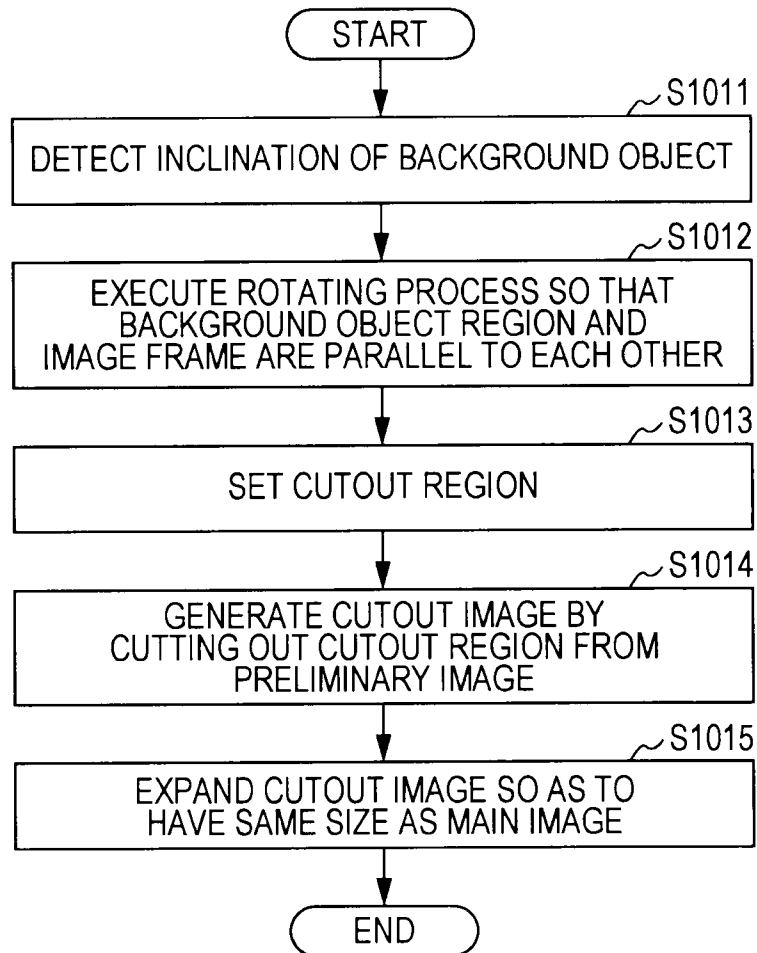 START
S1011
DETECT INCLINATION OF BACKGROUND OBJECT
S1012
EXECUTE ROTATING PROCESS SO THAT
BACKGROUND OBJECT REGION AND
IMAGE FRAME ARE PARALLEL TO EACH OTHER
S1013
SET CUTOUT REGION
S1014
GENERATE CUTOUT IMAGE BY
CUTTING OUT CUTOUT REGION FROM
PRELIMINARY IMAGE
S1015
EXPAND CUTOUT IMAGE SO AS TO
HAVE SAME SIZE AS MAIN IMAGE
END